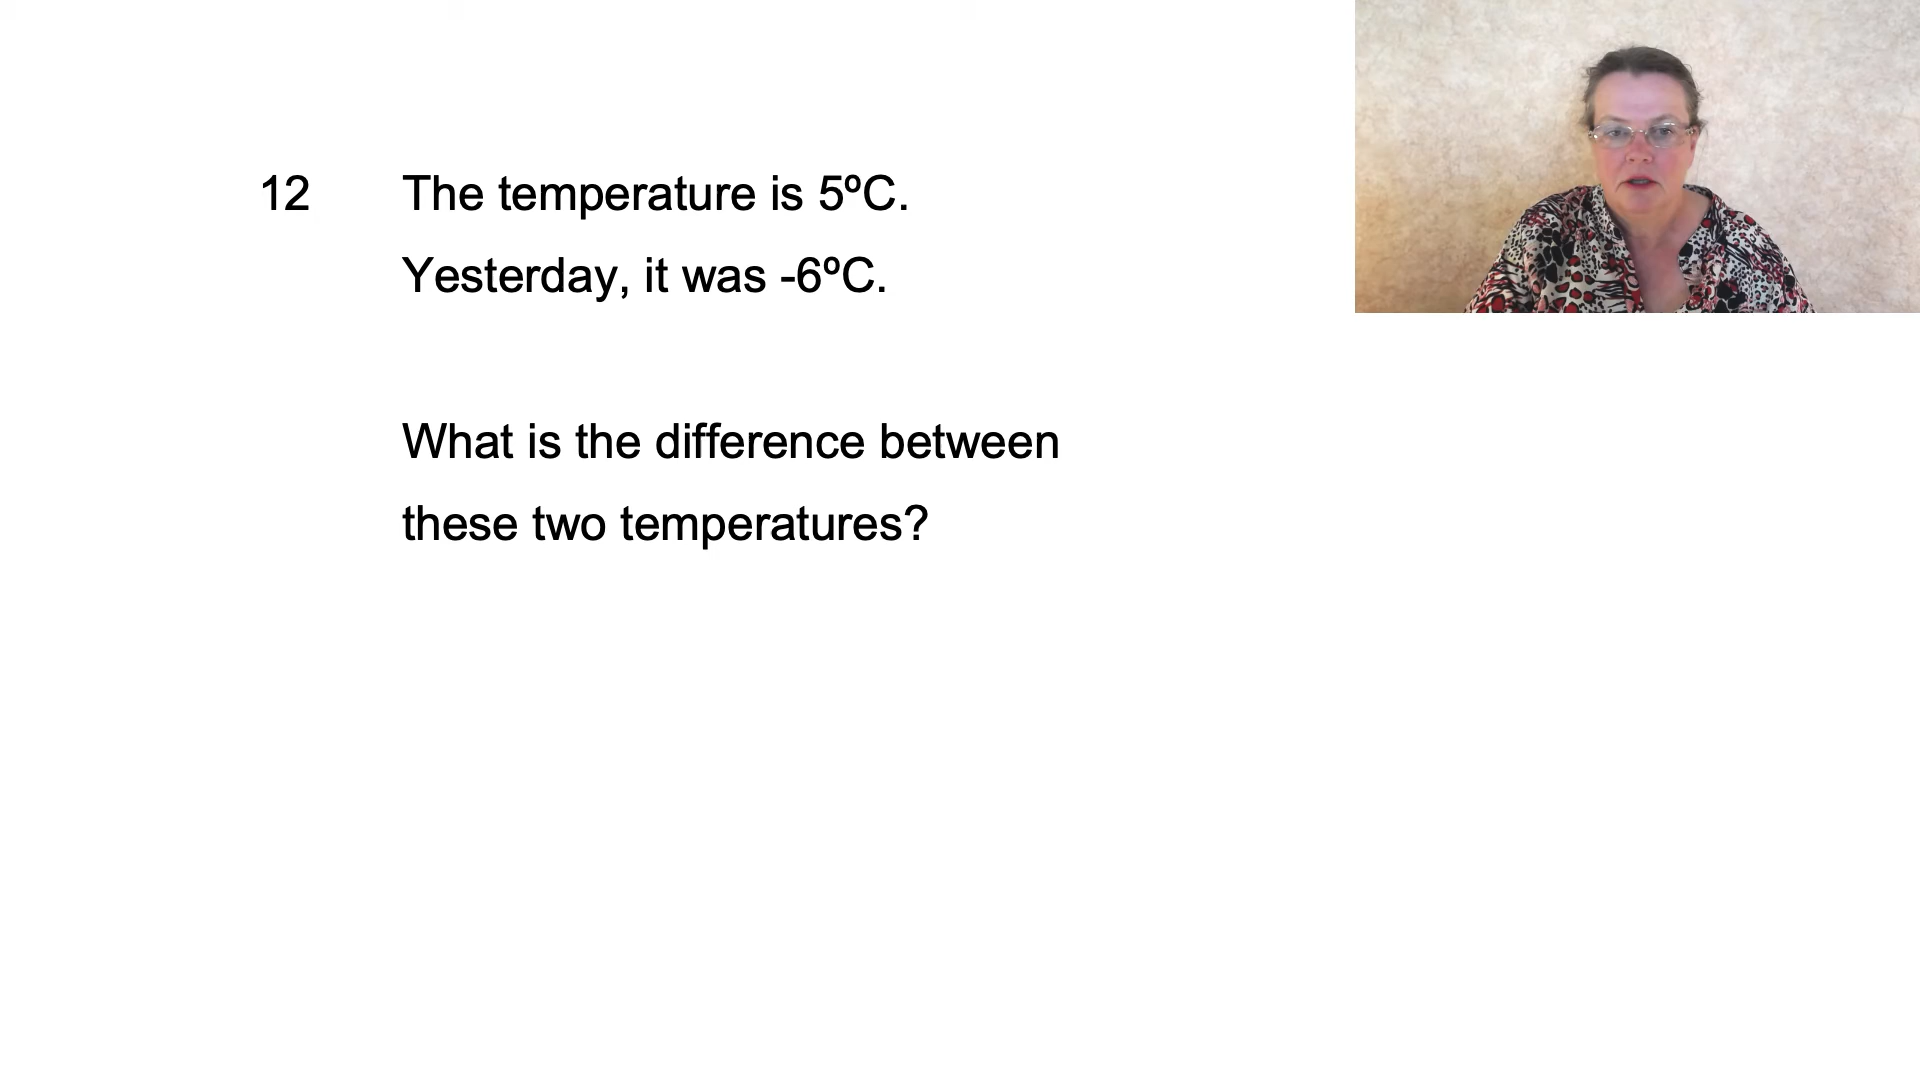 12 The temperature is 5ºC.
Yesterday, it was -6ºC.
What is the difference between
these two temperatures?